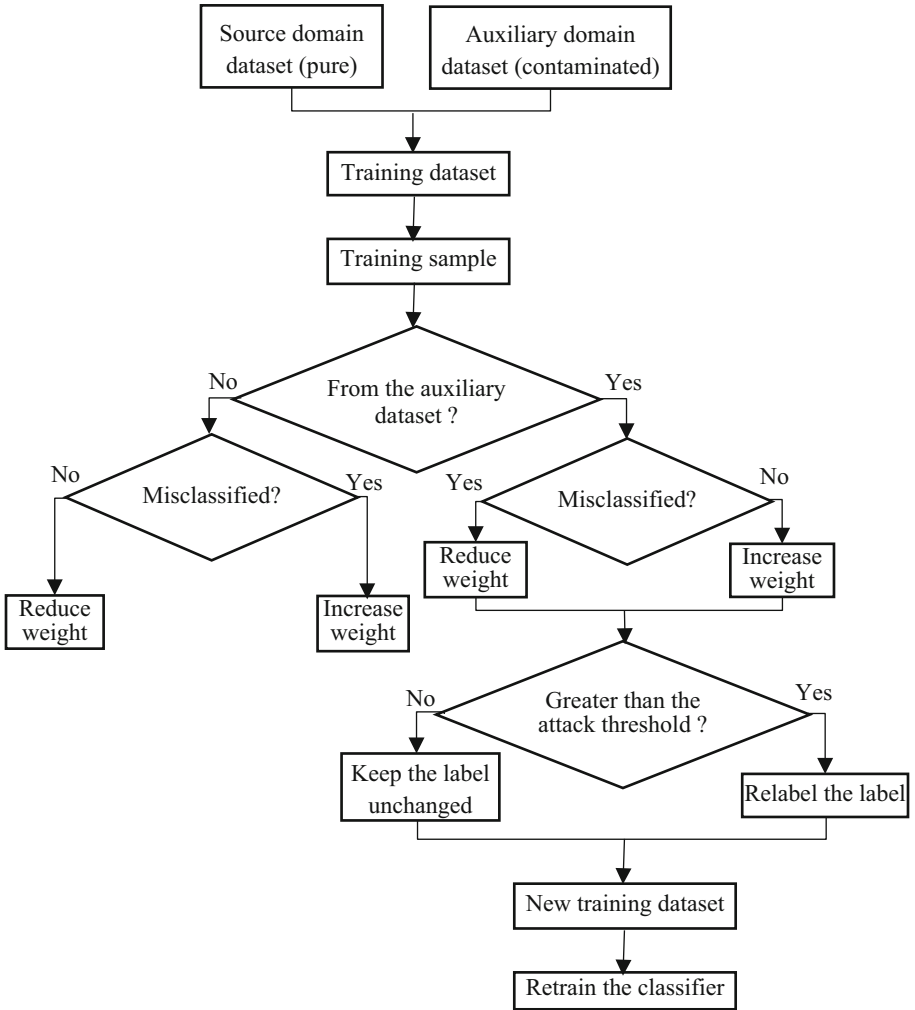 Source domain
dataset (pure)
Auxiliary domain
dataset (contaminated)
Training dataset
Training sample
From the auxiliary
dataset ?
No
Yes
Misclassified?
No
Yes
Misclassified?
Yes
No
Reduce
weight
Increase
weight
Reduce
weight
Increase
weight
Greater than the
attack threshold ?
No
Yes
Keep the label
unchanged
Relabel the label
New training dataset
Retrain the classifier